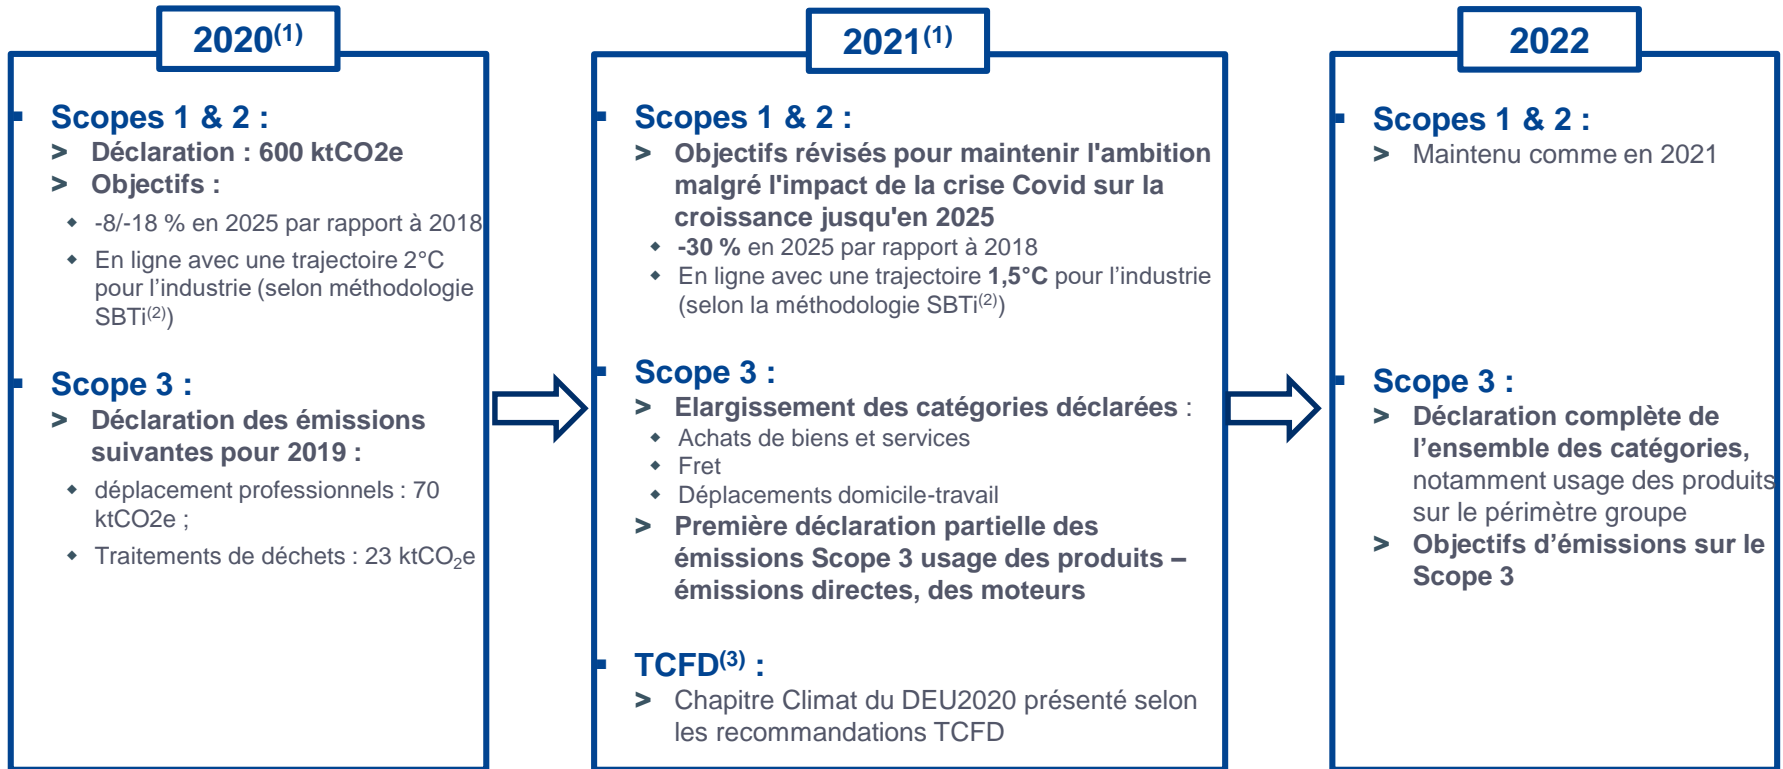 2020(1)
Scopes 1 & 2 :
> Déclaration : 600 ktCO2e
> Objectifs :
-8/-18 % en 2025 par rapport à 2018
En ligne avec une trajectoire 2°C
pour l’industrie (selon méthodologie
SBTi(2))
Scope 3 :
> Déclaration des émissions
suivantes pour 2019 :
déplacement professionnels : 70
ktCO2e ;
Traitements de déchets : 23 ktCO2e
2021(1)
Scopes 1 & 2 :
> Objectifs révisés pour maintenir l'ambition
malgré l'impact de la crise Covid sur la
croissance jusqu'en 2025
-30 % en 2025 par rapport à 2018
En ligne avec une trajectoire 1,5°C pour l’industrie
(selon la méthodologie SBTi(2))
Scope 3 :
> Elargissement des catégories déclarées :
Achats de biens et services
Fret
Déplacements domicile-travail
> Première déclaration partielle des
émissions Scope 3 usage des produits –
émissions directes, des moteurs
TCFD(3) :
> Chapitre Climat du DEU2020 présenté selon
les recommandations TCFD
2022
Scopes 1 & 2 :
> Maintenu comme en 2021
Scope 3 :
> Déclaration complète de
l’ensemble des catégories,
notamment usage des produits
sur le périmètre groupe
> Objectifs d’émissions sur le
Scope 3